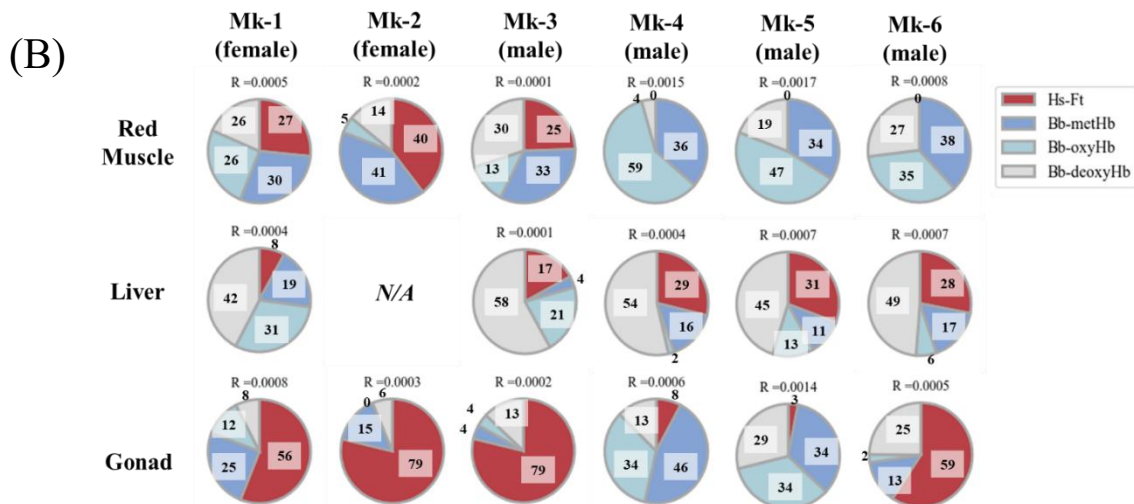 (B)
Mk-1 (female)
Mk-2 (female)
Mk-3 (male)
Mk-4 (male)
Mk-5 (male)
Mk-6 (male)
Red Muscle
R =0.0005
26
27
26
30
R =0.0002
14
5
40
41
R =0.0001
30
25
13
33
R =0.0015
4
0
36
59
R =0.0017
0
19
34
47
R =0.0008
0
27
38
35
Hs-Ft
Bb-metHb
Bb-oxyHb
Bb-deoxyHb
Liver
R =0.0004
8
19
42
31
N/A
R =0.0001
17
4
58
21
R =0.0004
29
54
16
2
R =0.0007
31
45
11
13
R =0.0007
28
49
17
6
Gonad
R =0.0008
8
12
25
56
R =0.0003
6
0
15
79
R =0.0002
4
13
4
79
R =0.0006
8
13
34
46
R =0.0014
3
29
34
34
R =0.0005
25
2
13
59